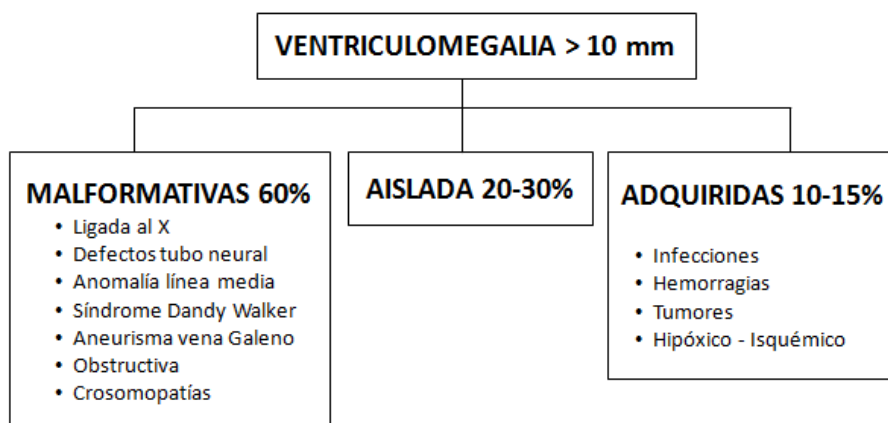 VENTRICULOMEGALIA > 10 mm
MALFORMATIVAS 60%
• Ligada al X
• Defectos tubo neural
• Anomalía línea media
• Síndrome Dandy Walker
• Aneurisma vena Galeno
• Obstructiva
• Crosomopatías
AISLADA 20-30%
ADQUIRIDAS 10-15%
• Infecciones
• Hemorragias
• Tumores
• Hipóxico - Isquémico